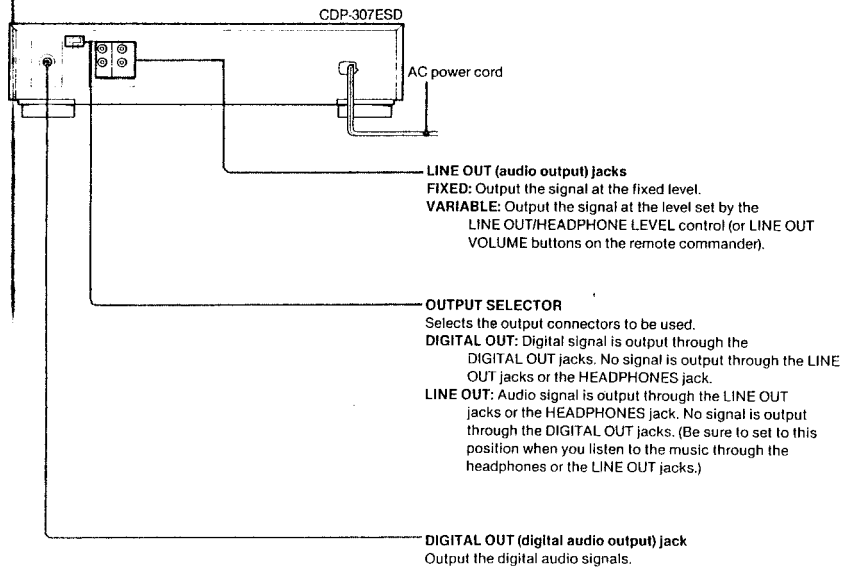 CDP-307ESD
AC power cord
LINE OUT (audio output) jacks
FIXED: Output the signal at the fixed level.
VARIABLE: Output the signal at the level set by the
LINE OUT/HEADPHONE LEVEL control (or LINE OUT
VOLUME buttons on the remote commander).
OUTPUT SELECTOR
Selects the output connectors to be used.
DIGITAL OUT: Digital signal is output through the
DIGITAL OUT jacks. No signal is output through the LINE
OUT jacks or the HEADPHONES jack.
LINE OUT: Audio signal is output through the LINE OUT
jacks or the HEADPHONES jack. No signal is output
through the DIGITAL OUT jacks. (Be sure to set to this
position when you listen to the music through the
headphones or the LINE OUT jacks.)
DIGITAL OUT (digital audio output) jack
Output the digital audio signals.